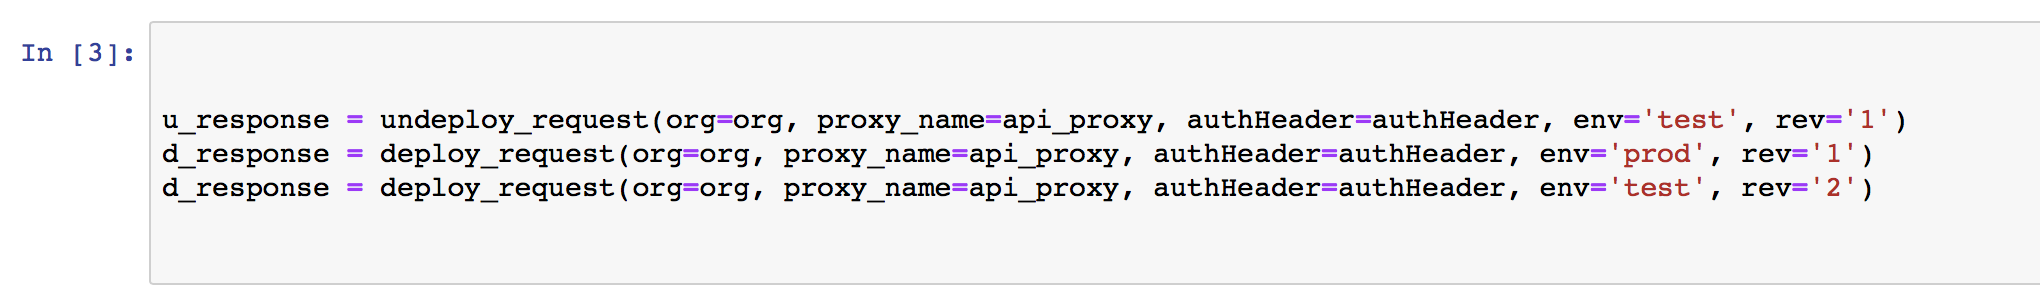 In [3]:
u_response = undeploy_request(org=org, proxy_name=api_proxy, authHeader=authHeader, env='test', rev='1')
d_response = deploy_request(org=org, proxy_name=api_proxy, authHeader=authHeader, env='prod', rev='1')
d_response = deploy_request(org=org, proxy_name=api_proxy, authHeader=authHeader, env='test', rev='2')